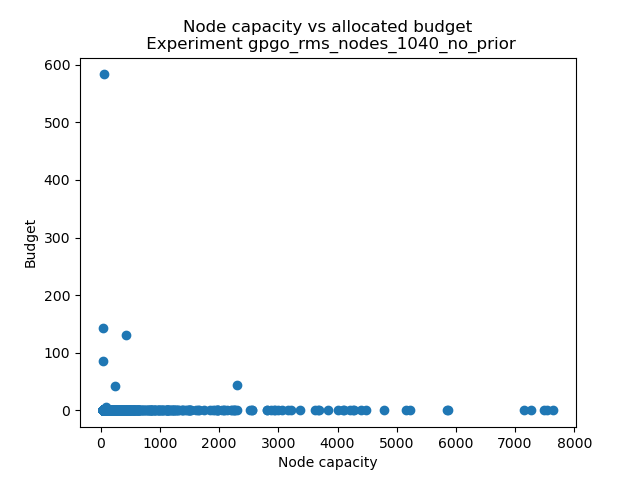 Node capacity vs allocated budget
Experiment gpgo_rms_nodes_1040_no_prior
600
500
400
300
200
100
0
Budget
0 1000 2000 3000 4000 5000 6000 7000 8000
Node capacity